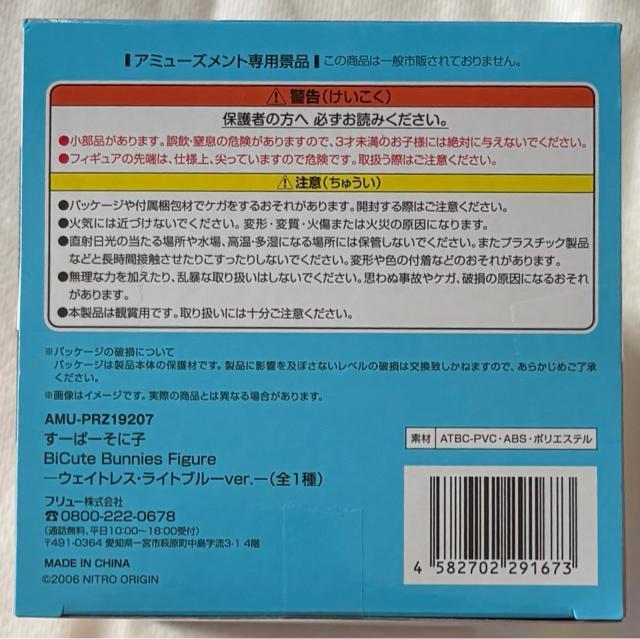 アミューズメント専用景品 この商品は一般市販されておりません。
⚠警告(けいこく)
保護者の方へ 必ずお読みください。
●小部品があります。誤飲・窒息の危険がありますので、3才未満のお子様には絶対に与えないでください。
●フィギュアの先端は、仕様上、尖っていますので危険です。取扱う際はご注意ください。
⚠注意(ちゅうい)
●パッケージや付属梱包材でケガをするおそれがあります。開封する際はご注意ください。
●火気には近づけないでください。変形・変質・火傷または火災の原因になります。
●直射日光の当たる場所や水場、高温・多湿になる場所には保管しないでください。またプラスチック製品
などと長時間接触させたりこすったりしないでください。変形や色の付着などのおそれがあります。
●無理な力を加えたり、乱暴な取り扱いはしないでください。思わぬ事故やケガ、破損の原因になるおそれ
があります。
●本製品は観賞用です。取り扱いには十分ご注意ください。
※パッケージの破損について
パッケージは製品本体の保護材です。製品に影響を及ぼさないレベルの破損は交換致しかねますので、あらかじめご了承
ください。
※画像はイメージです。実際の商品とは異なる場合があります。
AMU-PRZ19207
すーぱーそに子
BiCute Bunnies Figure
—ウェイトレス・ライトブルーver.—(全1種)
フリュー株式会社
☎0800-222-0678
(通話無料、平日10:00～18:00受付)
〒491-0364 愛知県一宮市萩原町中島字流3-1 4階
MADE IN CHINA
©2006 NITRO ORIGIN
素材 ATBC-PVC・ABS・ポリエステル
4 582702 291673